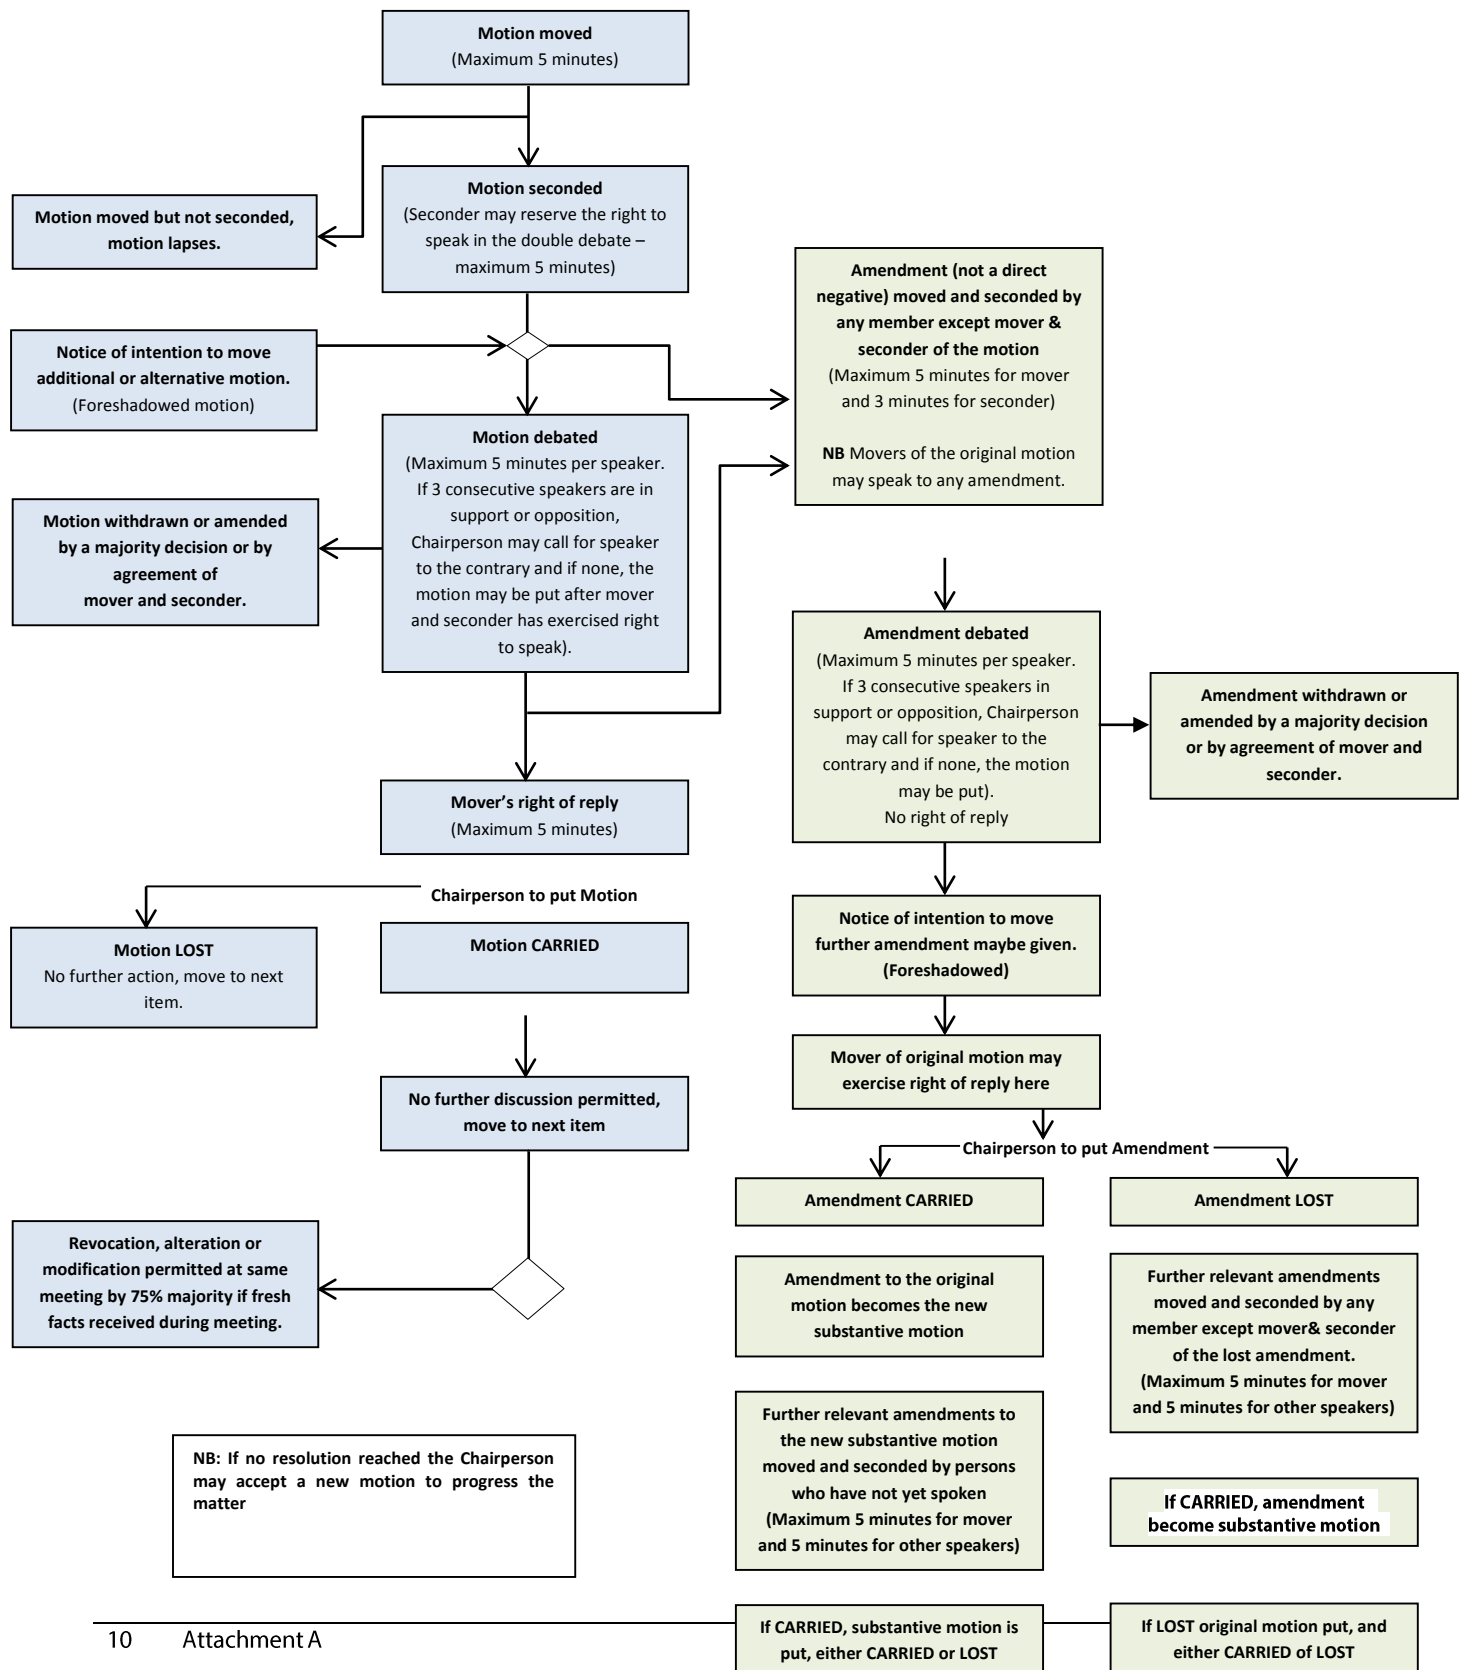 Motion moved
(Maximum 5 minutes)
Motion seconded
(Seconder may reserve the right to
speak in the double debate –
maximum 5 minutes)
Motion moved but not seconded,
motion lapses.
Notice of intention to move
additional or alternative motion.
(Foreshadowed motion)
Motion debated
(Maximum 5 minutes per speaker.
If 3 consecutive speakers are in
support or opposition,
Chairperson may call for speaker
to the contrary and if none, the
motion may be put after mover
and seconder has exercised right
to speak).
Motion withdrawn or amended
by a majority decision or by
agreement of
mover and seconder.
Mover’s right of reply
(Maximum 5 minutes)
Chairperson to put Motion
Motion LOST
No further action, move to next
item.
Motion CARRIED
No further discussion permitted,
move to next item
Revocation, alteration or
modification permitted at same
meeting by 75% majority if fresh
facts received during meeting.
NB: If no resolution reached the Chairperson
may accept a new motion to progress the
matter
Amendment (not a direct
negative) moved and seconded by
any member except mover &
seconder of the motion
(Maximum 5 minutes for mover
and 3 minutes for seconder)
NB Movers of the original motion
may speak to any amendment.
Amendment debated
(Maximum 5 minutes per speaker.
If 3 consecutive speakers in
support or opposition, Chairperson
may call for speaker to the
contrary and if none, the motion
may be put).
No right of reply
Amendment withdrawn or
amended by a majority decision
or by agreement of mover and
seconder.
Notice of intention to move
further amendment maybe given.
(Foreshadowed)
Mover of original motion may
exercise right of reply here
Chairperson to put Amendment
Amendment CARRIED
Amendment to the original
motion becomes the new
substantive motion
Further relevant amendments to
the new substantive motion
moved and seconded by persons
who have not yet spoken
(Maximum 5 minutes for mover
and 5 minutes for other speakers)
If CARRIED, substantive motion is
put, either CARRIED or LOST
Amendment LOST
Further relevant amendments
moved and seconded by any
member except mover& seconder
of the lost amendment.
(Maximum 5 minutes for mover
and 5 minutes for other speakers)
If CARRIED, amendment
become substantive motion
If LOST original motion put, and
either CARRIED of LOST
10 Attachment A